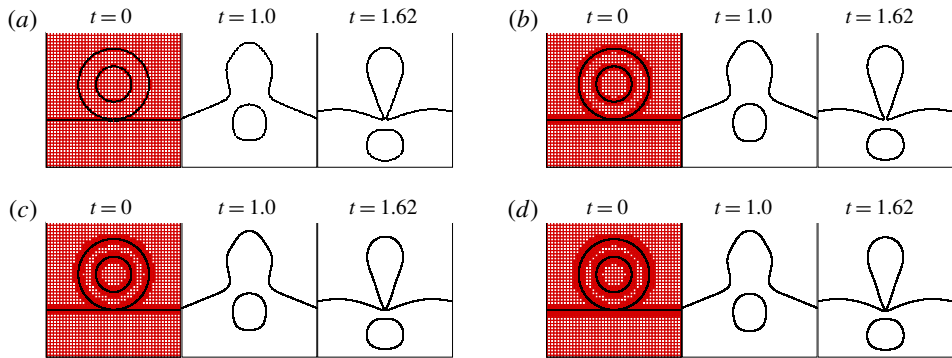 (a) t = 0 t = 1.0 t = 1.62
(b) t = 0 t = 1.0 t = 1.62
(c) t = 0 t = 1.0 t = 1.62
(d) t = 0 t = 1.0 t = 1.62